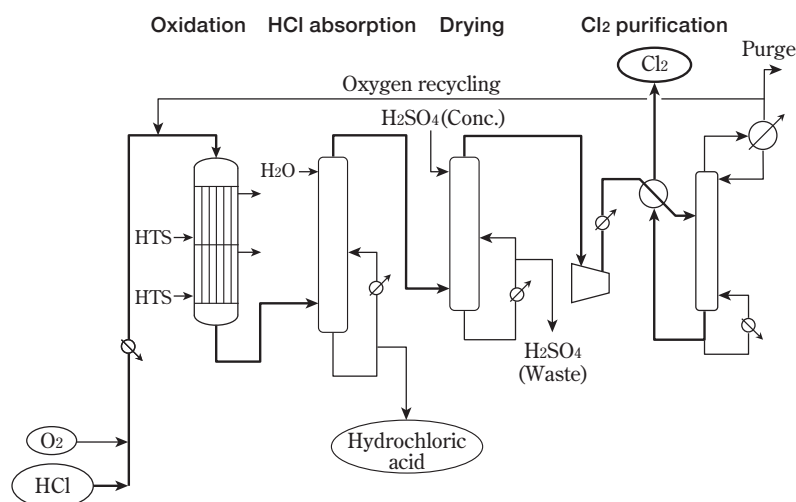 Oxidation
HCl absorption
Drying
Cl2 purification
Purge
Cl2
Oxygen recycling
H2SO4 (Conc.)
H2O
HTS
HTS
H2SO4
(Waste)
O2
Hydrochloric
acid
HCl